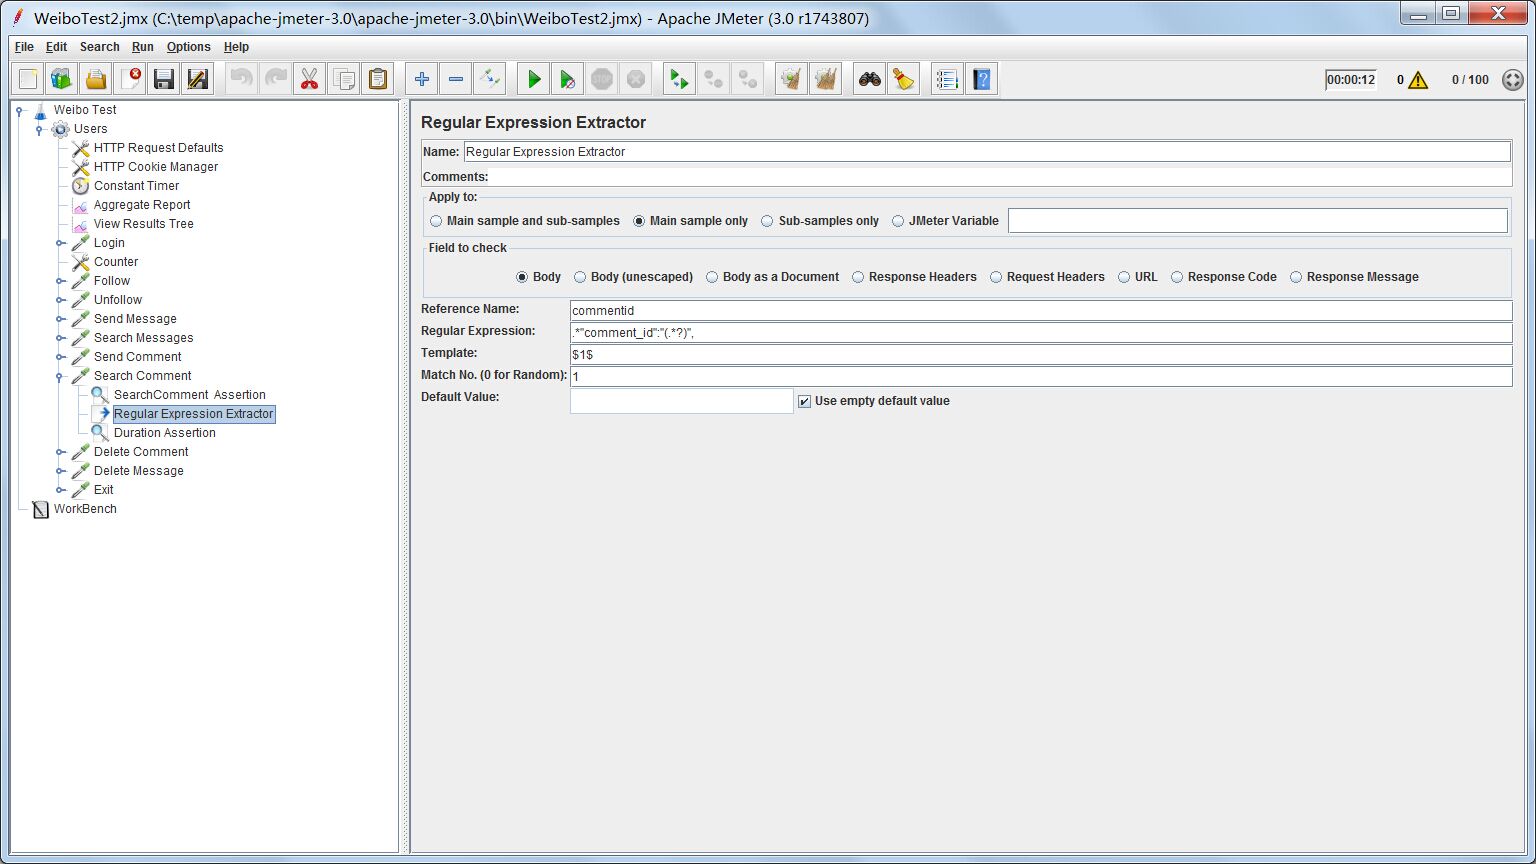 WeiboTest2.jmx (C:\temp\apache-jmeter-3.0\apache-jmeter-3.0\bin\WeiboTest2.jmx) - Apache JMeter (3.0 r1743807)
File Edit Search Run Options Help
00:00:12 0 0 / 100
Weibo Test
Users
HTTP Request Defaults
HTTP Cookie Manager
Constant Timer
Aggregate Report
View Results Tree
Login
Counter
Follow
Unfollow
Send Message
Search Messages
Send Comment
Search Comment
SearchComment  Assertion
Regular Expression Extractor
Duration Assertion
Delete Comment
Delete Message
Exit
WorkBench
Regular Expression Extractor
Name: Regular Expression Extractor
Comments:
Apply to:
Main sample and sub-samples Main sample only Sub-samples only JMeter Variable
Field to check
Body Body (unescaped) Body as a Document Response Headers Request Headers URL Response Code Response Message
Reference Name: commentid
Regular Expression: .*"comment_id":"(.*?)",
Template: $1$
Match No. (0 for Random): 1
Default Value: Use empty default value